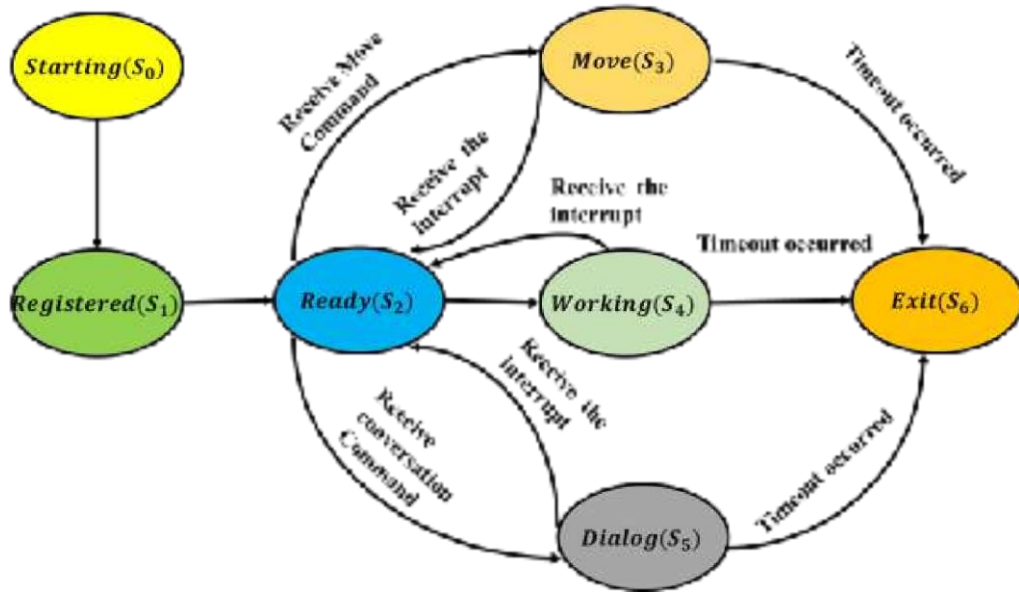 Starting(S₀)
Move(S₃)
Receive Move
Command
Timeout occurred
Receive the
interrupt
Receive the
interrupt
Timeout occurred
Registered(S₁)
Ready(S₂)
Working(S₄)
Exit(S₆)
Receive the
interrupt
Receive
conversation
Command
Timeout occurred
Dialog(S₅)